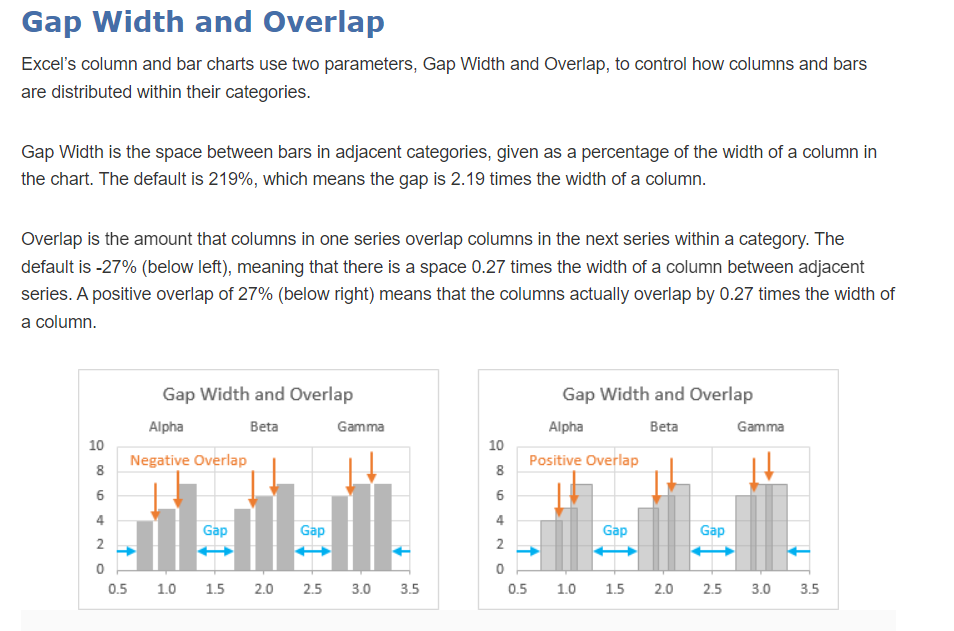 Gap Width and Overlap
Excel’s column and bar charts use two parameters, Gap Width and Overlap, to control how columns and bars
are distributed within their categories.
Gap Width is the space between bars in adjacent categories, given as a percentage of the width of a column in
the chart. The default is 219%, which means the gap is 2.19 times the width of a column.
Overlap is the amount that columns in one series overlap columns in the next series within a category. The
default is -27% (below left), meaning that there is a space 0.27 times the width of a column between adjacent
series. A positive overlap of 27% (below right) means that the columns actually overlap by 0.27 times the width of
a column.
Gap Width and Overlap
Alpha Beta Gamma
10
Negative Overlap
8
6
4
Gap Gap
2
0
0.5 1.0 1.5 2.0 2.5 3.0 3.5
Gap Width and Overlap
Alpha Beta Gamma
10
Positive Overlap
8
6
4
Gap Gap
2
0
0.5 1.0 1.5 2.0 2.5 3.0 3.5